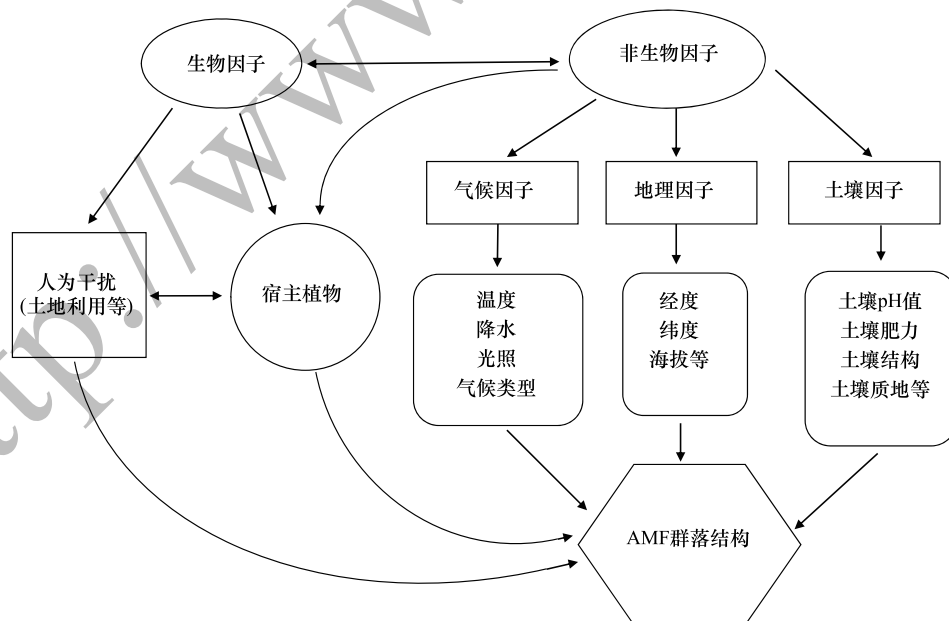 生物因子
非生物因子
气候因子
地理因子
土壤因子
人为干扰
(土地利用等)
宿主植物
温度
降水
光照
气候类型
经度
纬度
海拔等
土壤pH值
土壤肥力
土壤结构
土壤质地等
AMF群落结构
ttp://www